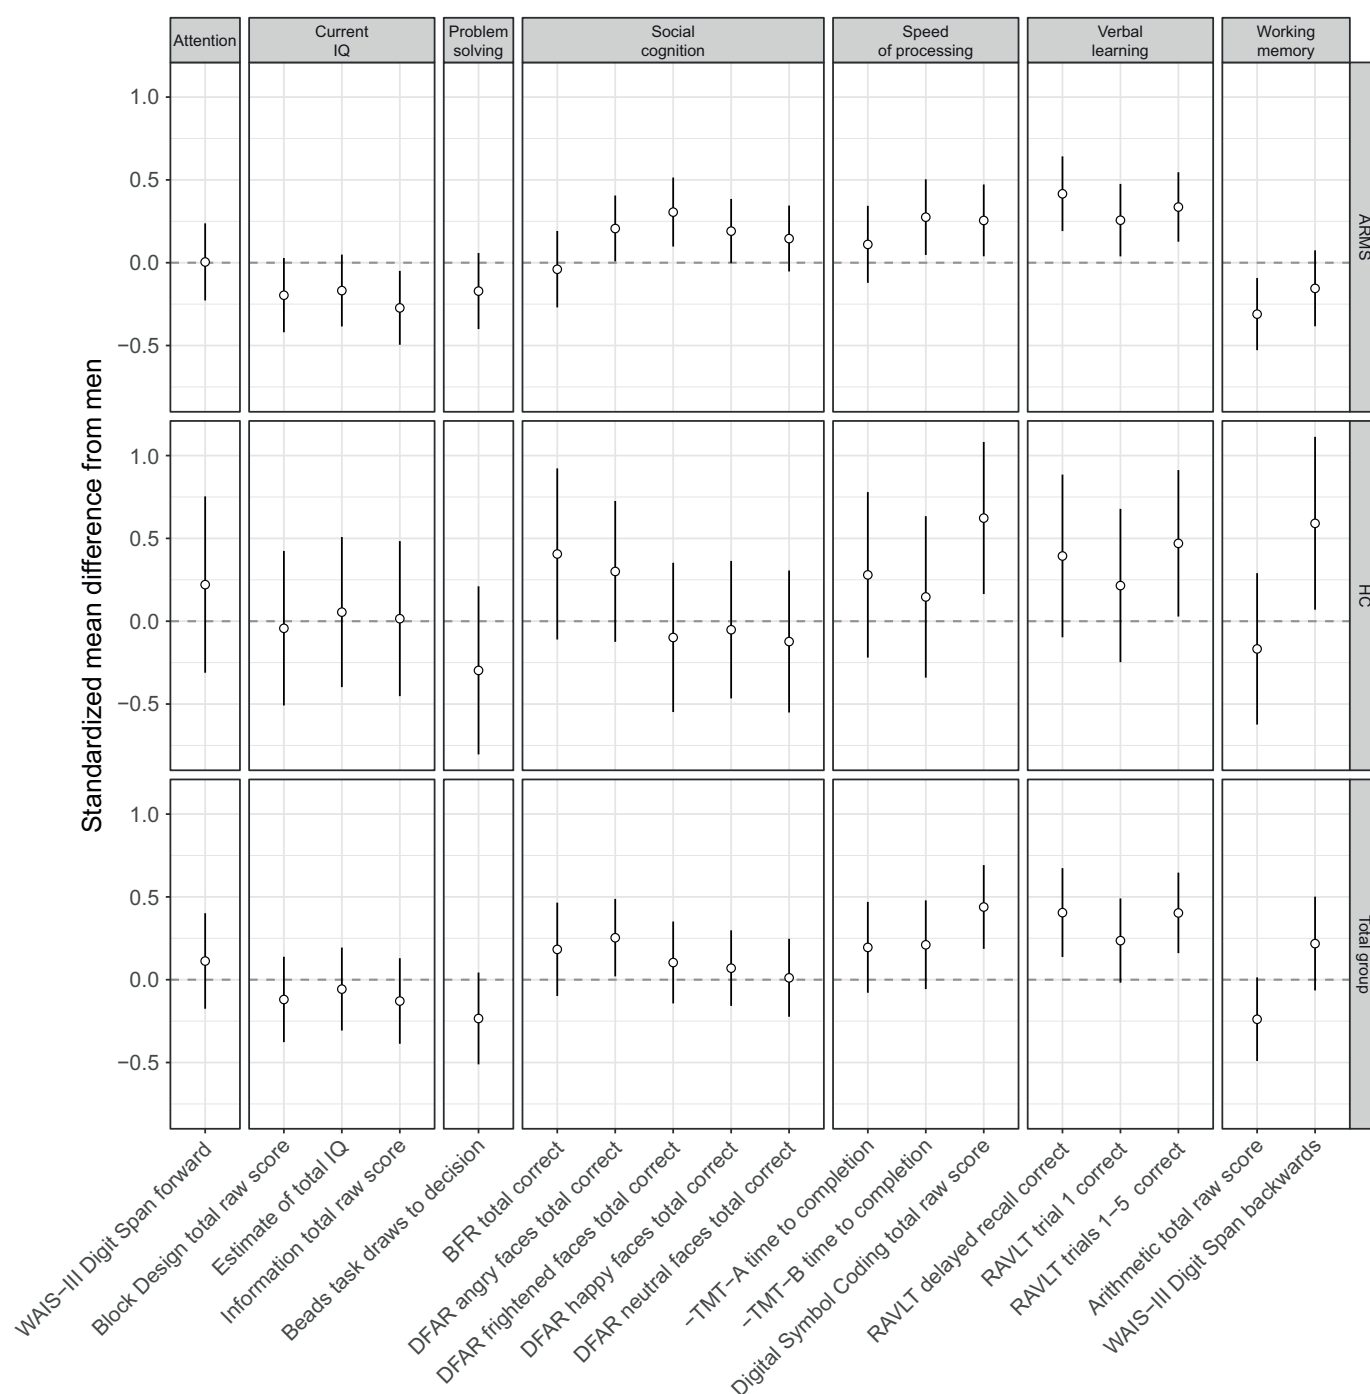 Attention
Current
IQ
Problem
solving
Social
cognition
Speed
of processing
Verbal
learning
Working
memory
Standardized mean difference from men
1.0
0.5
0.0
−0.5
ARMS
1.0
0.5
0.0
−0.5
HC
1.0
0.5
0.0
−0.5
Total group
WAIS−III Digit Span forward
Block Design total raw score
Estimate of total IQ
Information total raw score
Beads task draws to decision
BFR total correct
DFAR angry faces total correct
DFAR frightened faces total correct
DFAR happy faces total correct
DFAR neutral faces total correct
-TMT−A time to completion
-TMT−B time to completion
Digital Symbol Coding total raw score
RAVLT delayed recall correct
RAVLT trial 1 correct
RAVLT trials 1−5 correct
Arithmetic total raw score
WAIS−III Digit Span backwards